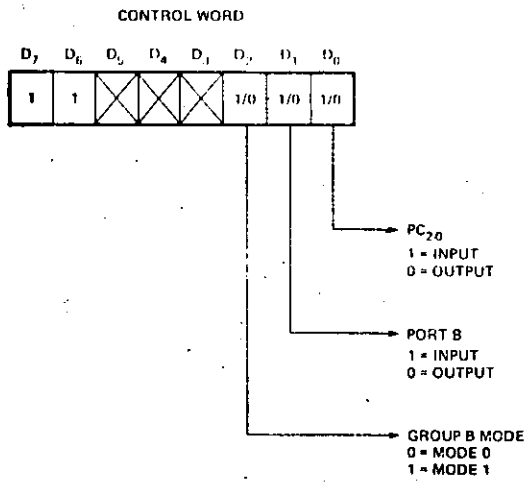 CONTROL WORD
D7 D6 D5 D4 D3 D2 D1 D0
1 1 1/0 1/0 1/0
PC2-0
1 = INPUT
0 = OUTPUT
PORT B
1 = INPUT
0 = OUTPUT
GROUP B MODE
0 = MODE 0
1 = MODE 1